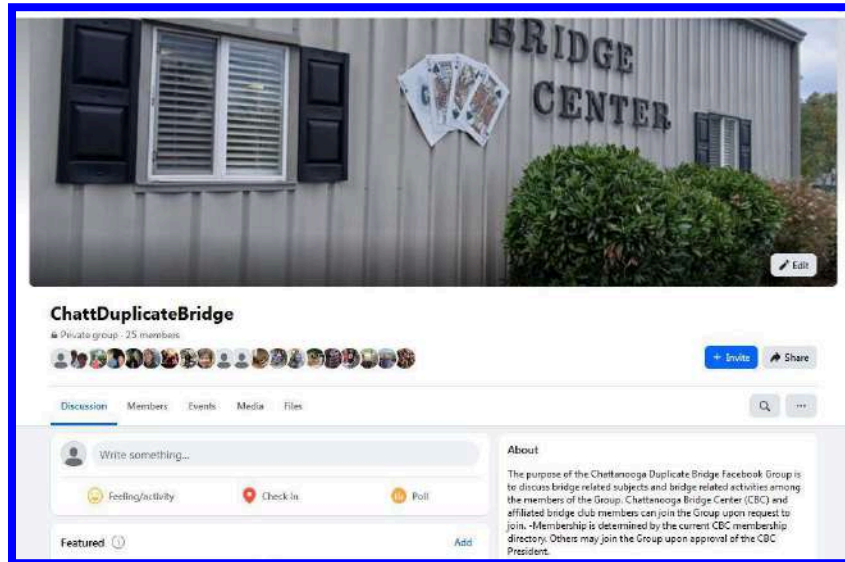 BRIDGE
CENTER
Edit
ChattDuplicateBridge
Private group · 25 members
+ Invite
Share
Discussion Members Events Media Files
Write something...
Feeling/activity
Check in
Poll
Featured
Add
About
The purpose of the Chattanooga Duplicate Bridge Facebook Group is
to discuss bridge related subjects and bridge related activities among
the members of the Group. Chattanooga Bridge Center (CBC) and
affiliated bridge club members can join the Group upon request to
join. -Membership is determined by the current CBC membership
directory. Others may join the Group upon approval of the CBC
President.